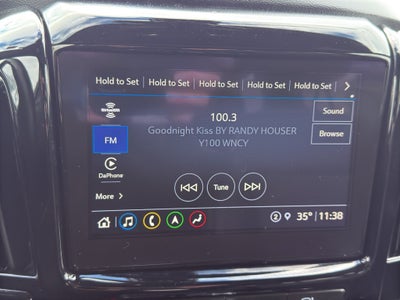 Hold to Set Hold to Set Hold to Set Hold to Set Hold to Set
SiriusXM
100.3
Sound
Goodnight Kiss BY RANDY HOUSER
Browse
FM
Y100 WNCY
DaPhone
More
Tune
2 35° 11:38